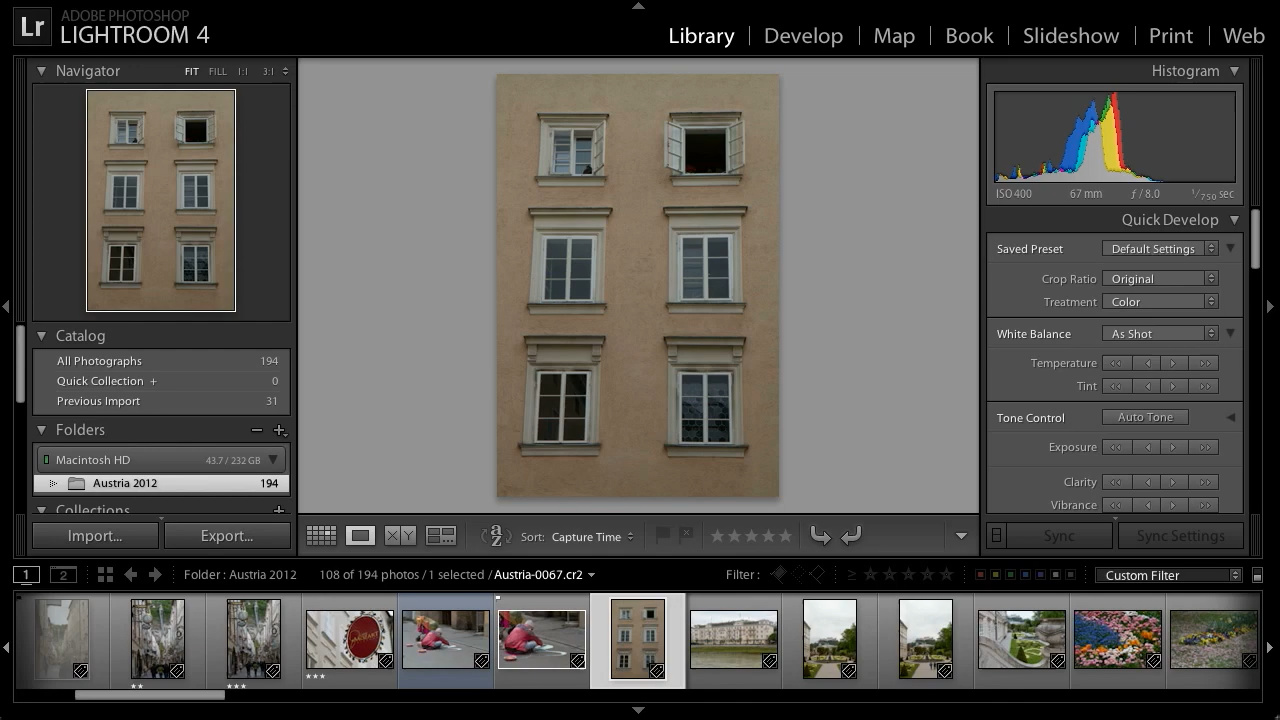 Lr
ADOBE PHOTOSHOP
LIGHTROOM 4
Library | Develop | Map | Book | Slideshow | Print | Web
Navigator FIT FILL 1:1 3:1
Catalog
All Photographs 194
Quick Collection + 0
Previous Import 31
Folders
Macintosh HD 43.7 / 232 GB
Austria 2012 194
Collections
Import... Export...
Sort: Capture Time
Histogram
ISO 400 67 mm ƒ / 8.0 1/750 sec
Quick Develop
Saved Preset Default Settings
Crop Ratio Original
Treatment Color
White Balance As Shot
Temperature
Tint
Tone Control Auto Tone
Exposure
Clarity
Vibrance
Sync Sync Settings
1 2 Folder : Austria 2012 108 of 194 photos / 1 selected / Austria-0067.cr2 Filter : Custom Filter